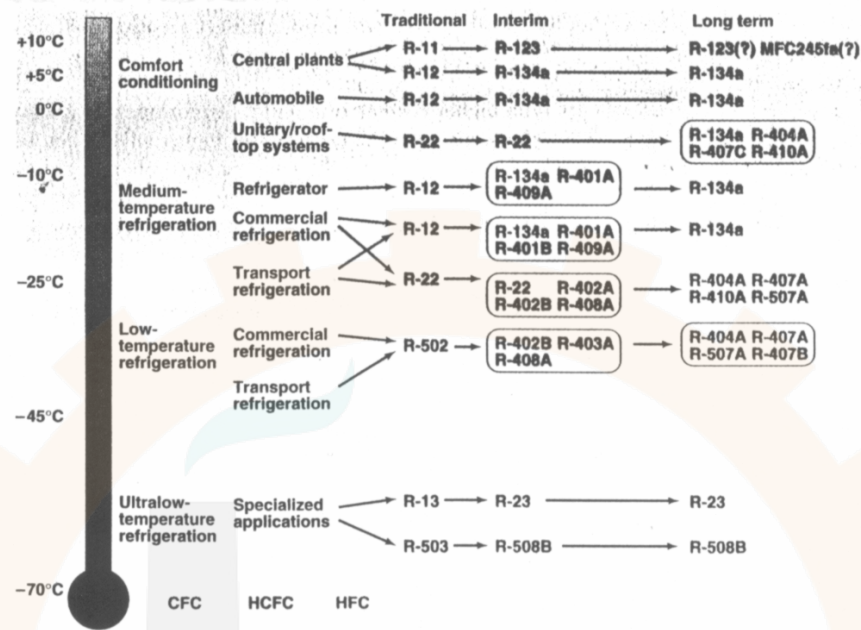 Traditional Interim Long term
+10°C
+5°C
0°C
−10°C
−25°C
−45°C
−70°C
Comfort
conditioning
Central plants
R-11 R-123 R-123(?) MFC245fa(?)
R-12 R-134a R-134a
Automobile R-12 R-134a R-134a
Unitary/roof-
top systems
R-22 R-22
R-134a R-404A
R-407C R-410A
Medium-
temperature
refrigeration
Refrigerator R-12
R-134a R-401A
R-409A
R-134a
Commercial
refrigeration
R-12
R-134a R-401A
R-401B R-409A
R-134a
Transport
refrigeration
R-22
R-22 R-402A
R-402B R-408A
R-404A R-407A
R-410A R-507A
Low-
temperature
refrigeration
Commercial
refrigeration
R-502
R-402B R-403A
R-408A
R-404A R-407A
R-507A R-407B
Transport
refrigeration
Ultralow-
temperature
refrigeration
Specialized
applications
R-13 R-23 R-23
R-503 R-508B R-508B
CFC HCFC HFC